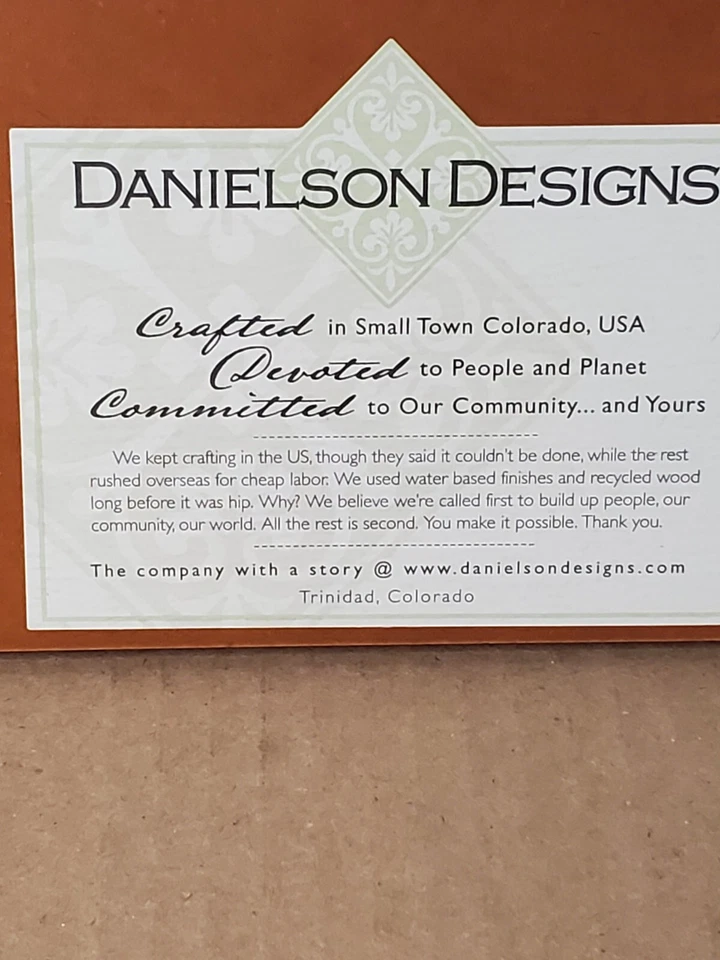 DANIELSON DESIGNS
Crafted in Small Town Colorado, USA
Devoted to People and Planet
Committed to Our Community... and Yours
We kept crafting in the US, though they said it couldn't be done, while the rest
rushed overseas for cheap labor. We used water based finishes and recycled wood
long before it was hip. Why? We believe we're called first to build up people, our
community, our world. All the rest is second. You make it possible. Thank you.
The company with a story @ www.danielsondesigns.com
Trinidad, Colorado